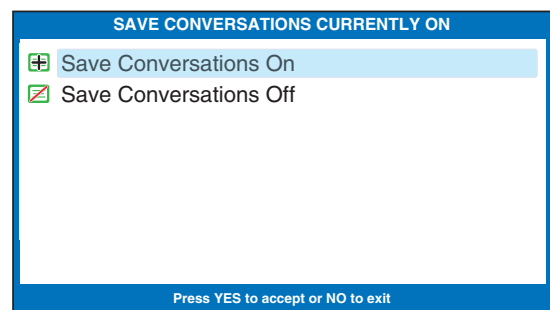 SAVE CONVERSATIONS CURRENTLY ON
Save Conversations On
Save Conversations Off
Press YES to accept or NO to exit